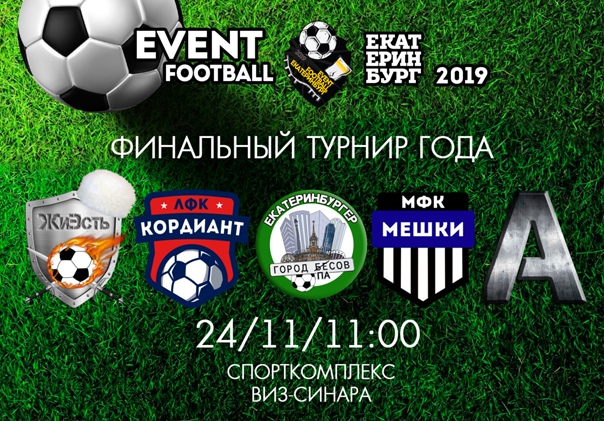 EVENT
FOOTBALL
ЕКАТ
ЕРИН
БУРГ
2019
ФИНАЛЬНЫЙ ТУРНИР ГОДА
ЖиЭсть
ЛФК
КОРДИАНТ
ЕКАТЕРИНБУРГЕР
ГОРОД БЕСОВ
ПА
МФК
МЕШКИ
А
24/11/11:00
СПОРТКОМПЛЕКС
ВИЗ-СИНАРА